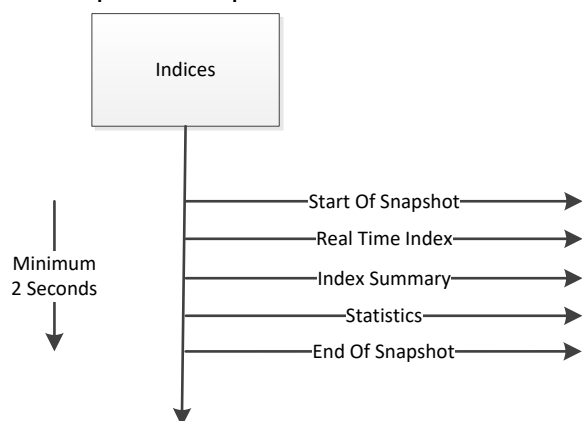 Indices
Start Of Snapshot
Real Time Index
Minimum
2 Seconds
Index Summary
Statistics
End Of Snapshot